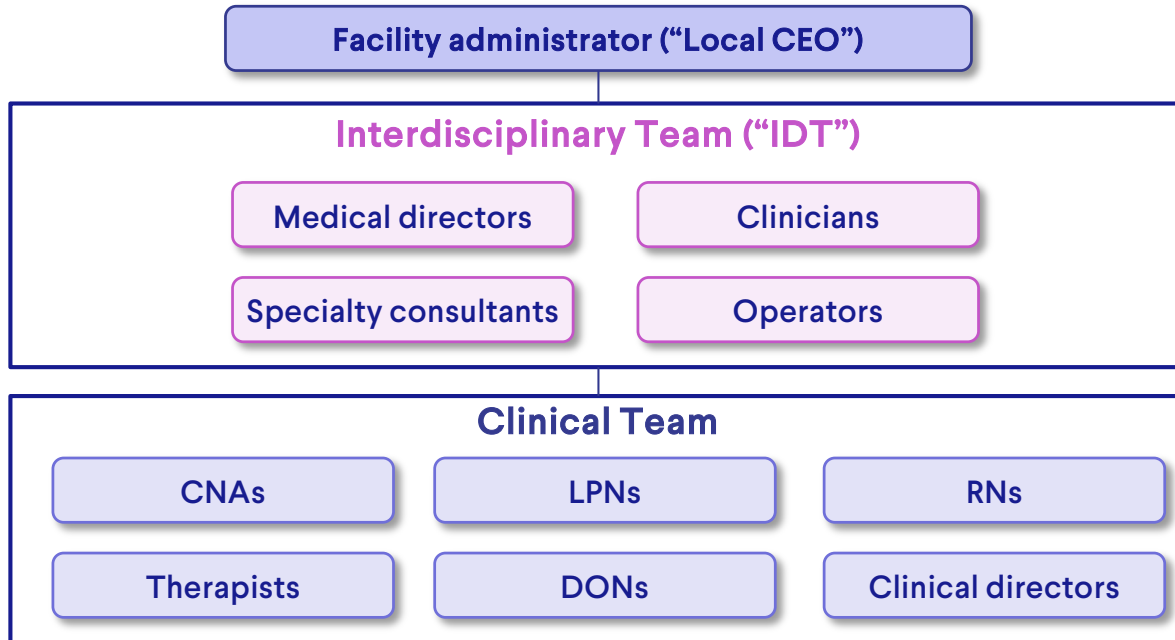 Facility administrator (“Local CEO”)
Interdisciplinary Team (“IDT”)
Medical directors
Clinicians
Specialty consultants
Operators
Clinical Team
CNAs
LPNs
RNs
Therapists
DONs
Clinical directors